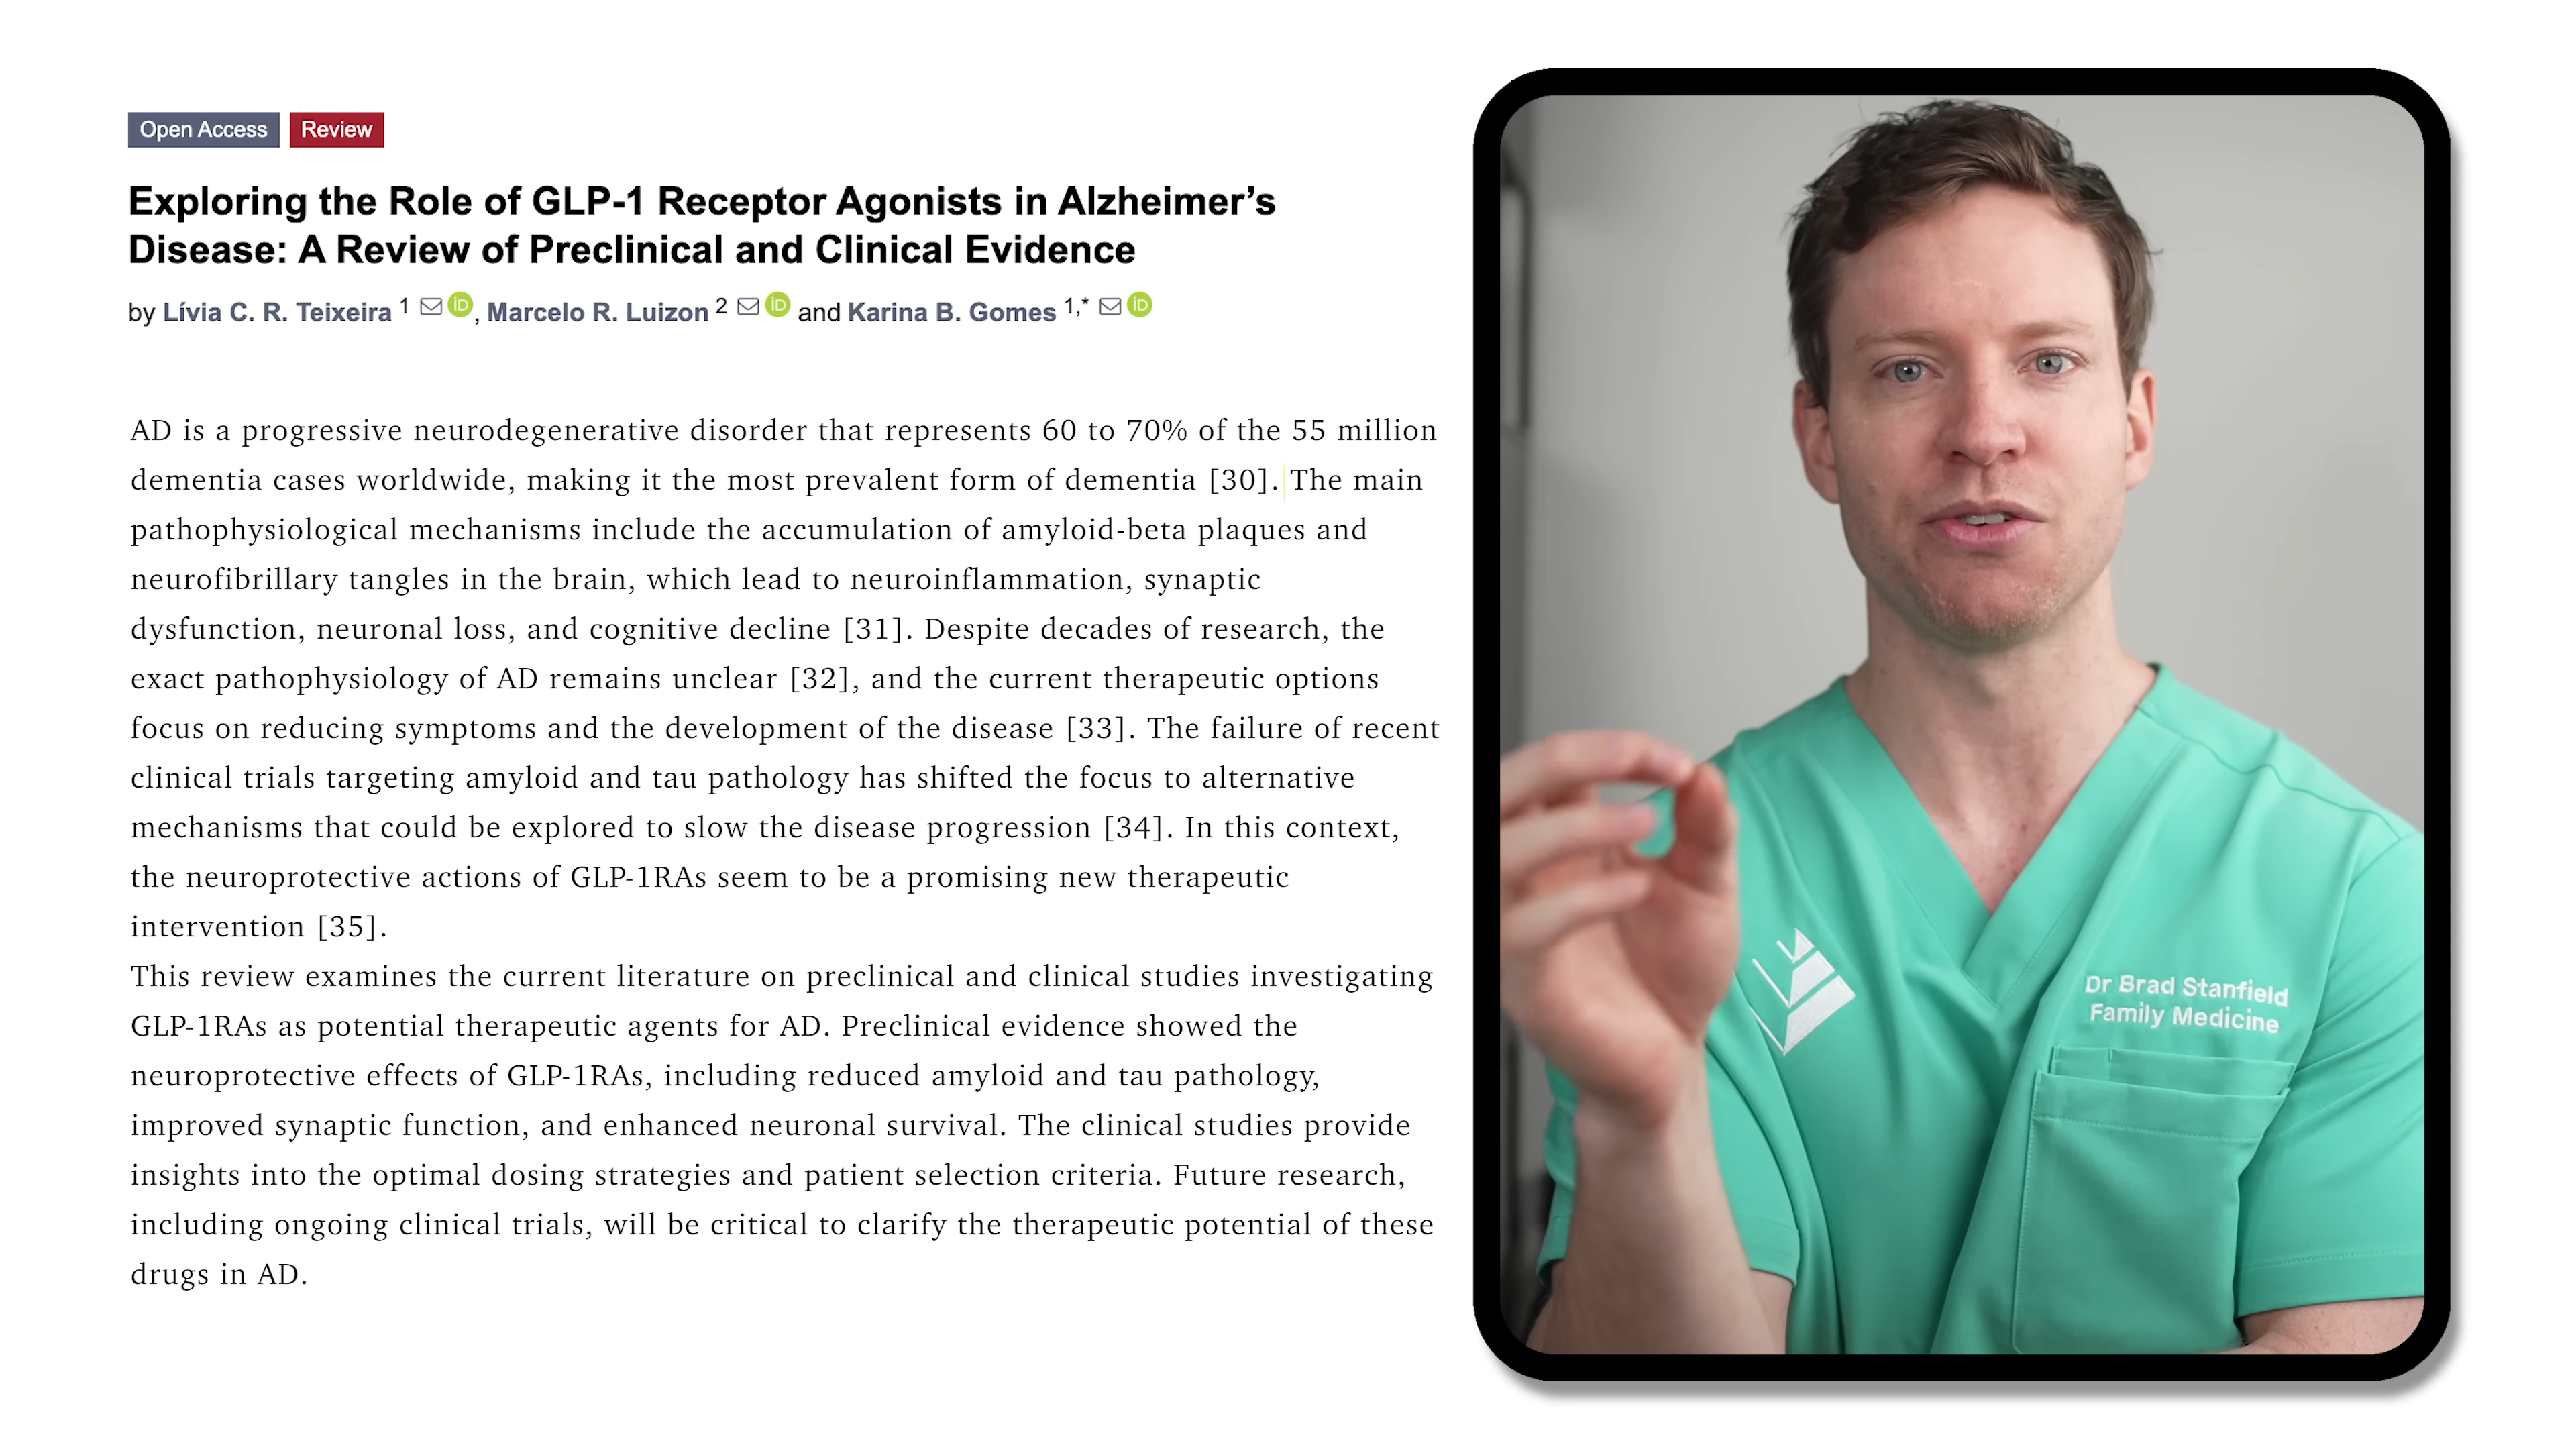 Open Access Review
Exploring the Role of GLP-1 Receptor Agonists in Alzheimer’s
Disease: A Review of Preclinical and Clinical Evidence
by Lívia C. R. Teixeira 1 iD, Marcelo R. Luizon 2 iD and Karina B. Gomes 1,* iD
AD is a progressive neurodegenerative disorder that represents 60 to 70% of the 55 million
dementia cases worldwide, making it the most prevalent form of dementia [30]. The main
pathophysiological mechanisms include the accumulation of amyloid-beta plaques and
neurofibrillary tangles in the brain, which lead to neuroinflammation, synaptic
dysfunction, neuronal loss, and cognitive decline [31]. Despite decades of research, the
exact pathophysiology of AD remains unclear [32], and the current therapeutic options
focus on reducing symptoms and the development of the disease [33]. The failure of recent
clinical trials targeting amyloid and tau pathology has shifted the focus to alternative
mechanisms that could be explored to slow the disease progression [34]. In this context,
the neuroprotective actions of GLP-1RAs seem to be a promising new therapeutic
intervention [35].
This review examines the current literature on preclinical and clinical studies investigating
GLP-1RAs as potential therapeutic agents for AD. Preclinical evidence showed the
neuroprotective effects of GLP-1RAs, including reduced amyloid and tau pathology,
improved synaptic function, and enhanced neuronal survival. The clinical studies provide
insights into the optimal dosing strategies and patient selection criteria. Future research,
including ongoing clinical trials, will be critical to clarify the therapeutic potential of these
drugs in AD.
Dr Brad Stanfield
Family Medicine